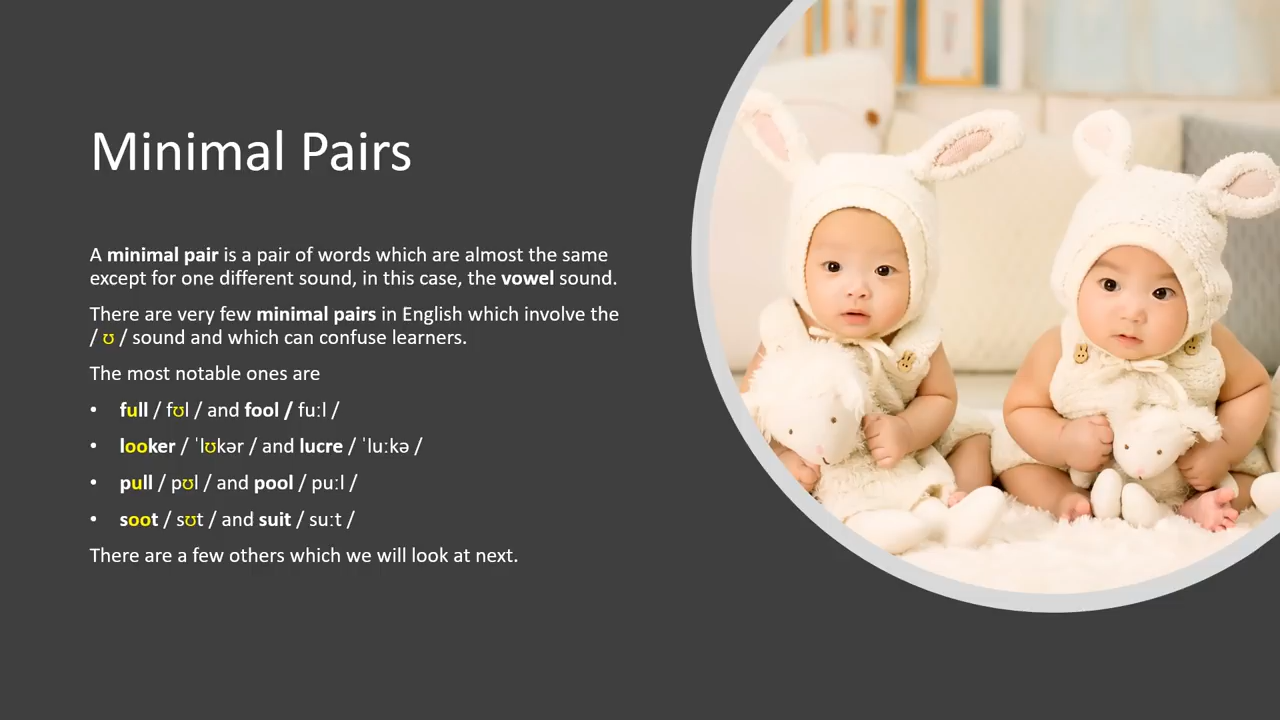 Minimal Pairs
A minimal pair is a pair of words which are almost the same
except for one different sound, in this case, the vowel sound.
There are very few minimal pairs in English which involve the
/ ʊ / sound and which can confuse learners.
The most notable ones are
• full / fʊl / and fool / fuːl /
• looker / ˈlʊkər / and lucre / ˈluːkə /
• pull / pʊl / and pool / puːl /
• soot / sʊt / and suit / suːt /
There are a few others which we will look at next.